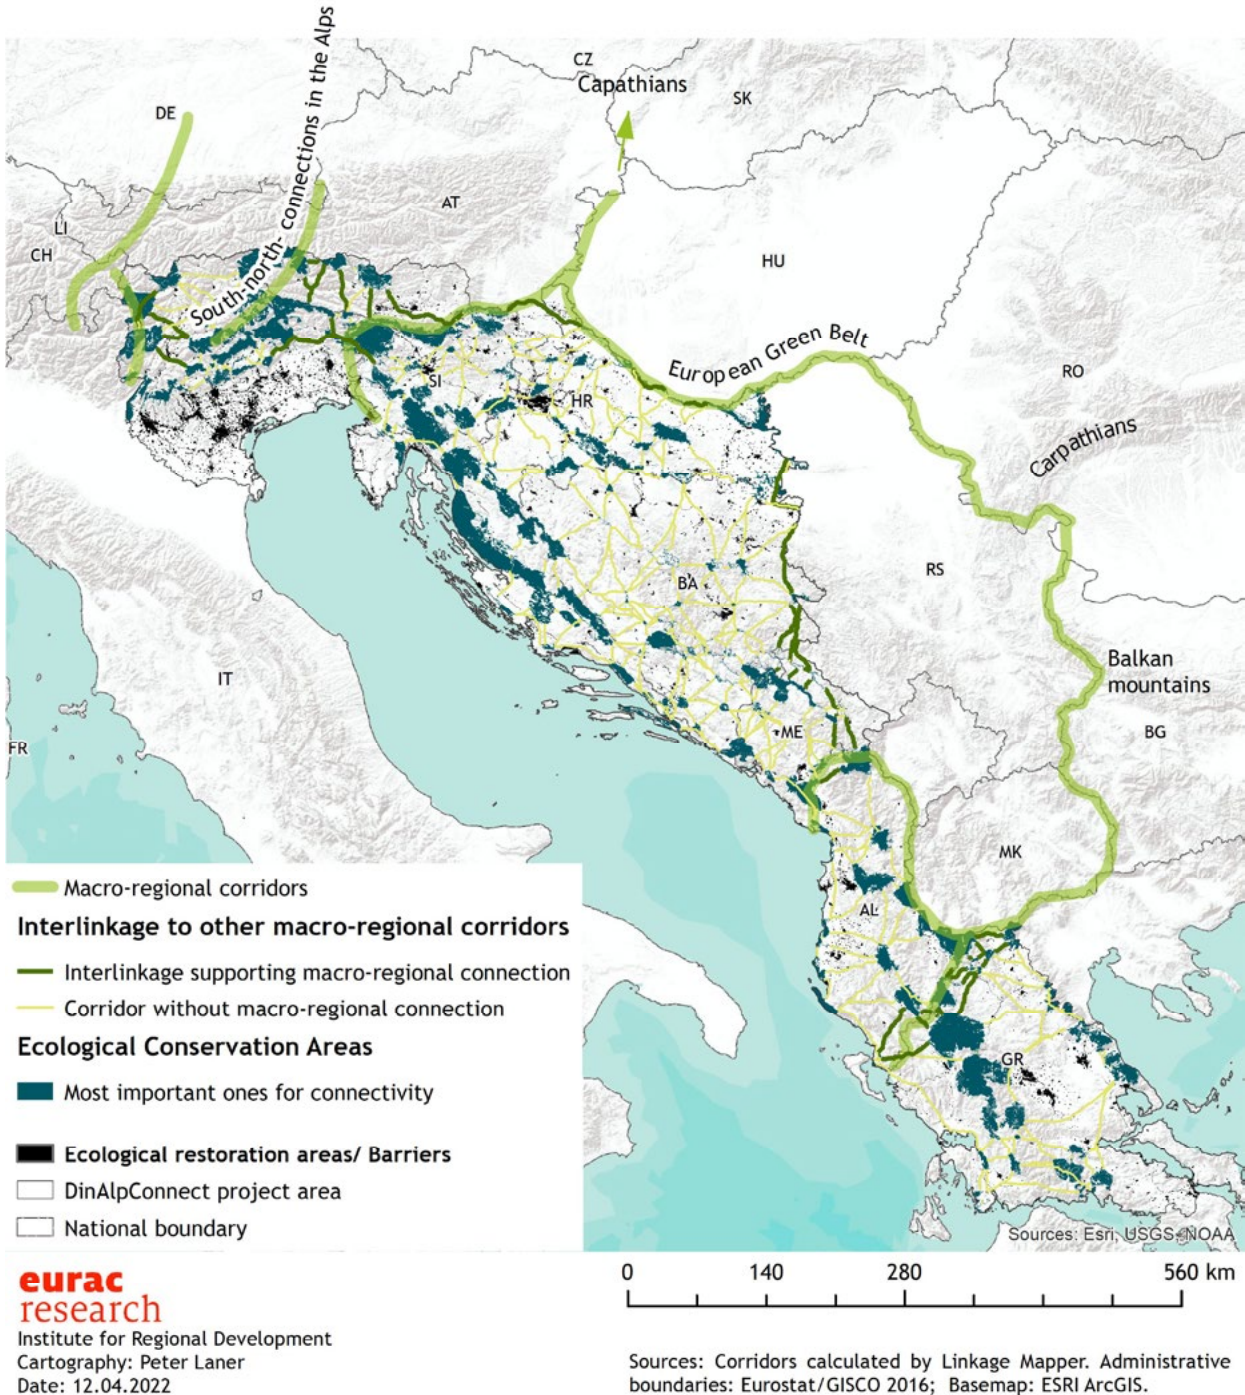 South-north- connections in the Alps
CZ
Capathians
SK
DE
AT
LI
CH
HU
European Green Belt
RO
Carpathians
SI
HR
RS
BA
IT
Balkan
mountains
BG
ME
FR
MK
AL
GR
Macro-regional corridors
Interlinkage to other macro-regional corridors
Interlinkage supporting macro-regional connection
Corridor without macro-regional connection
Ecological Conservation Areas
Most important ones for connectivity
Ecological restoration areas/ Barriers
DinAlpConnect project area
National boundary
Sources: Esri, USGS, NOAA
eurac
research
Institute for Regional Development
Cartography: Peter Laner
Date: 12.04.2022
0 140 280 560 km
Sources: Corridors calculated by Linkage Mapper. Administrative
boundaries: Eurostat/GISCO 2016; Basemap: ESRI ArcGIS.